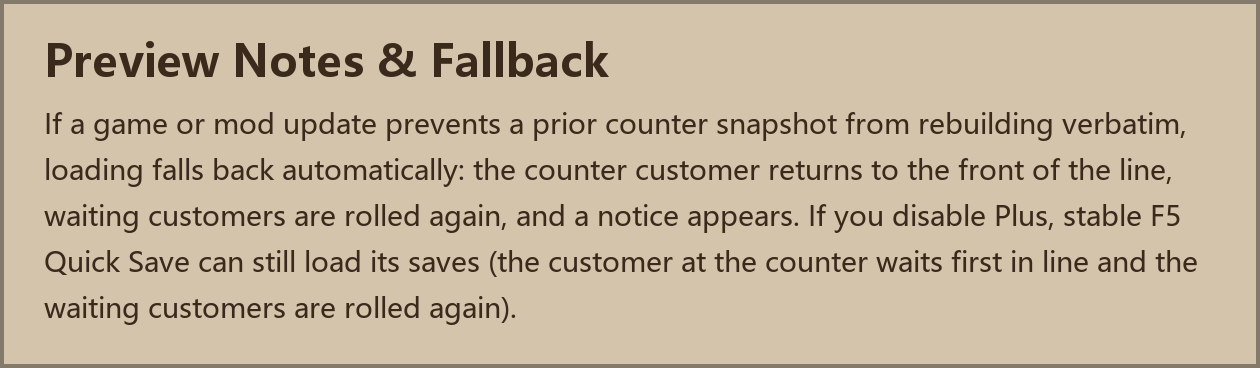 Preview Notes & Fallback
If a game or mod update prevents a prior counter snapshot from rebuilding verbatim,
loading falls back automatically: the counter customer returns to the front of the line,
waiting customers are rolled again, and a notice appears. If you disable Plus, stable F5
Quick Save can still load its saves (the customer at the counter waits first in line and the
waiting customers are rolled again).